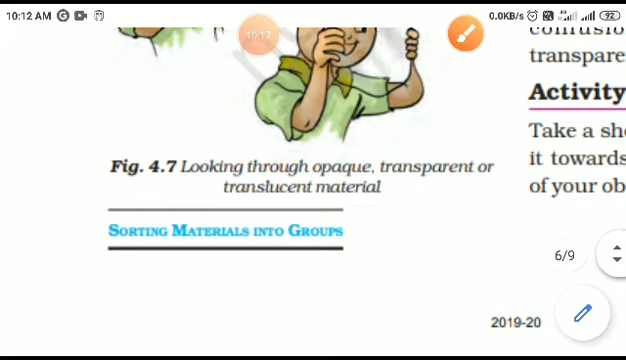 10:12 AM
0.0KB/s
92
10:17
transpare
Fig. 4.7 Looking through opaque, transparent or
translucent material
SORTING MATERIALS INTO GROUPS
Activity
Take a sh
it towards
of your ob
6/9
2019-20